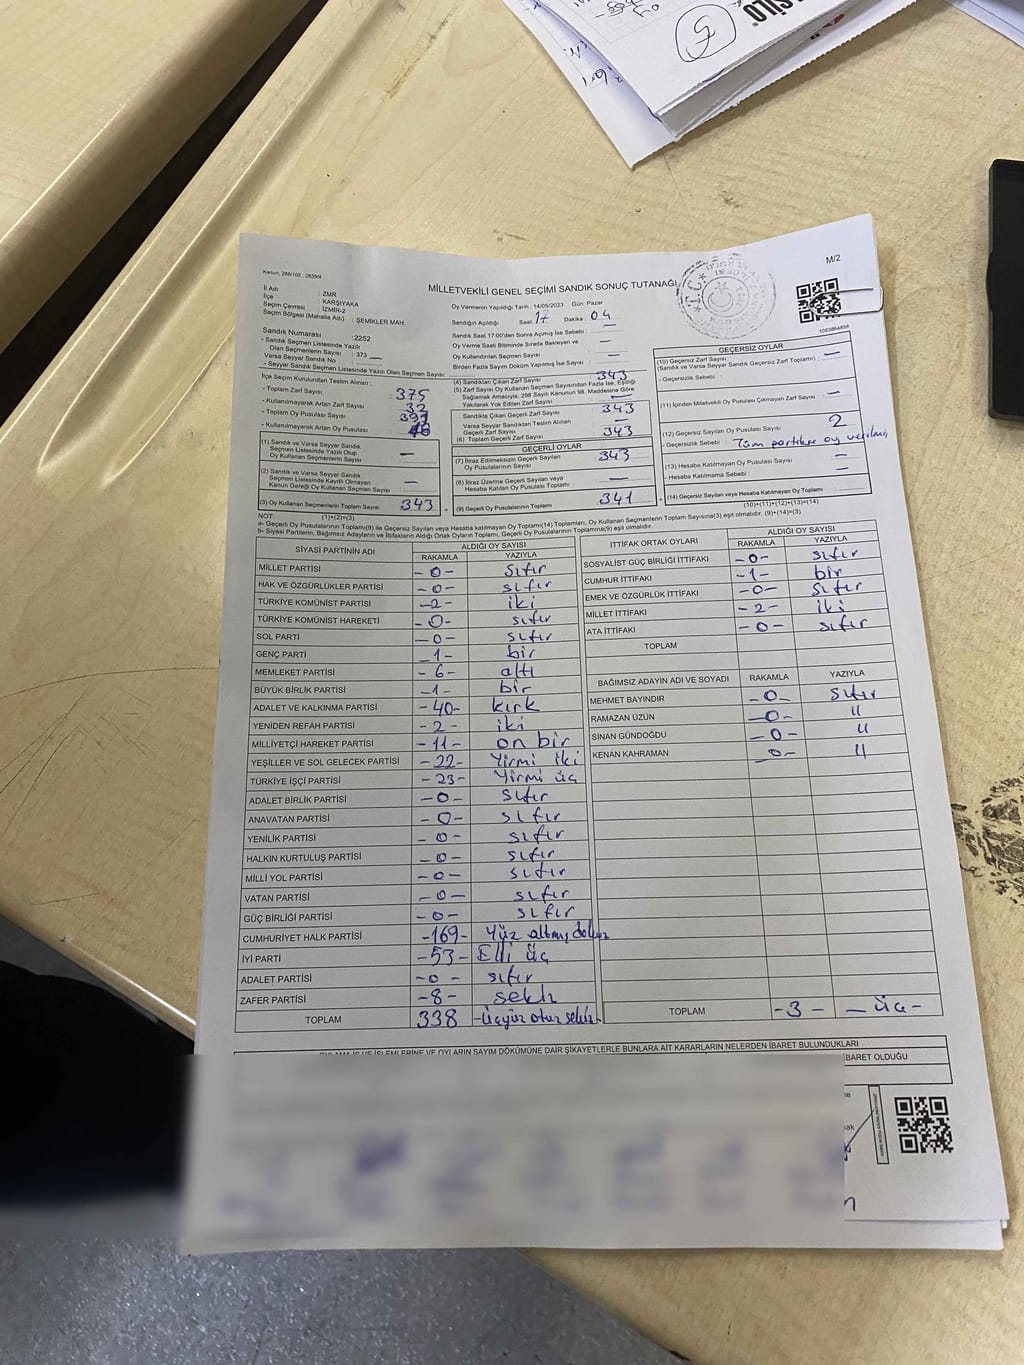 Kanun; 298/105 ; 2839/4
MİLLETVEKİLİ GENEL SEÇİMİ SANDIK SONUÇ TUTANAĞI
M/2
İl Adı : ZMR
İlçe : KARŞIYAKA
Seçim Çevresi : İZMİR-2
Seçim Bölgesi (Mahalle Adı) : ŞEMİKLER MAH.
Sandık Numarası :2252
- Sandık Seçmen Listesinde Yazılı
Olan Seçmenlerin Sayısı : 373
Varsa Seyyar Sandık No : —
- Seyyar Sandık Seçmen Listesinde Yazılı Olan Seçmen Sayısı:
Oy Vermenin Yapıldığı Tarih : 14/05/2023 Gün: Pazar
Sandığın Açıldığı Saat: 17 Dakika : 04
Sandık Saat 17:00'den Sonra Açılmış İse Sebebi : —
Oy Verme Saati Bitiminde Sırada Bekleyen ve —
Oy Kullandırılan Seçmen Sayısı —
Birden Fazla Sayım Döküm Yapılmış İse Sayısı : —
1083864858
İlçe Seçim Kurulundan Teslim Alınan ;
- Toplam Zarf Sayısı : 375
- Kullanılmayarak Artan Zarf Sayısı : 32
- Toplam Oy Pusulası Sayısı
- Kullanılmayarak Artan Oy Pusulası :
(1) Sandık ve Varsa Seyyar Sandık
Seçmen Listesinde Yazılı Olup
Oy Kullanan Seçmenlerin Sayısı : —
(2) Sandık ve Varsa Seyyar Sandık
Seçmen Listesinde Kayıtlı Olmayan
Kanun Gereği Oy Kullanan Seçmen Sayısı : —
(3) Oy Kullanan Seçmenlerin Toplam Sayısı : 343
(4) Sandıktan Çıkan Zarf Sayısı : 343
(5) Zarf Sayısı Oy Kullanan Seçmen Sayısından Fazla İse, Eşitliği
Sağlamak Amacıyla; 298 Sayılı Kanunun 98. Maddesine Göre
Yakılarak Yok Edilen Zarf Sayısı : —
Sandıkta Çıkan Geçerli Zarf Sayısı : 343
Varsa Seyyar Sandıktan Teslim Alınan
Geçerli Zarf Sayısı
(6) Toplam Geçerli Zarf Sayısı : 343
GEÇERLİ OYLAR
(7) İtiraz Edilmeksizin Geçerli Sayılan
Oy Pusulalarının Sayısı : 343
(8) İtiraz Üzerine Geçerli Sayılan veya
Hesaba Katılan Oy Pusulası Toplamı : —
(9) Geçerli Oy Pusulası Toplamı : 341
GEÇERSİZ OYLAR
(10) Geçersiz Zarf Sayısı : —
(Sandık ve Varsa Seyyar Sandık Geçersiz Zarf Toplamı)
- Geçersizlik Sebebi :
(11) İçinden Milletvekili Oy Pusulası Çıkmayan Zarf Sayısı : —
(12) Geçersiz Sayılan Oy Pusulası Sayısı : 2
- Geçersizlik Sebebi : Tüm partilere oy verilmiş
(13) Hesaba Katılmayan Oy Pusulası Sayısı : —
- Hesaba Katılmama Sebebi : —
(14) Geçersiz Sayılan veya Hesaba Katılmayan Oy Toplamı :
(10)+(11)+(12)+(13)=(14)
NOT: (1)+(2)=(3)
a- Geçerli Oy Pusulalarının Toplamı(9) ile Geçersiz Sayılan veya Hesaba katılmayan Oy Toplamı(14) Toplamları, Oy Kullanan Seçmenlerin Toplam Sayısına(3) eşit olmalıdır. (9)+(14)=(3)
b- Siyasi Partilerin, Bağımsız Adayların ve İttifakların Aldığı Ortak Oyların Toplamı, Geçerli Oy Pusulalarının Toplamına(9) eşit olmalıdır.
SİYASİ PARTİNİN ADI ALDIĞI OY SAYISI
RAKAMLA YAZIYLA
MİLLET PARTİSİ -0- sıfır
HAK VE ÖZGÜRLÜKLER PARTİSİ -0- sıfır
TÜRKİYE KOMÜNİST PARTİSİ -2- iki
TÜRKİYE KOMÜNİST HAREKETİ -0- sıfır
SOL PARTİ -0- sıfır
GENÇ PARTİ -1- bir
MEMLEKET PARTİSİ -6- altı
BÜYÜK BİRLİK PARTİSİ -1- bir
ADALET VE KALKINMA PARTİSİ -40- kırk
YENİDEN REFAH PARTİSİ -2- iki
MİLLİYETÇİ HAREKET PARTİSİ -11- on bir
YEŞİLLER VE SOL GELECEK PARTİSİ -22- Yirmi iki
TÜRKİYE İŞÇİ PARTİSİ -23- Yirmi üç
ADALET BİRLİK PARTİSİ -0- sıfır
ANAVATAN PARTİSİ -0- sıfır
YENİLİK PARTİSİ -0- sıfır
HALKIN KURTULUŞ PARTİSİ -0- sıfır
MİLLİ YOL PARTİSİ -0- sıfır
VATAN PARTİSİ -0- sıfır
GÜÇ BİRLİĞİ PARTİSİ -0- sıfır
CUMHURİYET HALK PARTİSİ -169- Yüz altmış dokuz
İYİ PARTİ -53- Elli üç
ADALET PARTİSİ -0- sıfır
ZAFER PARTİSİ -8- sekiz
TOPLAM 338 -üçyüz otuz sekiz-
İTTİFAK ORTAK OYLARI ALDIĞI OY SAYISI
RAKAMLA YAZIYLA
SOSYALİST GÜÇ BİRLİĞİ İTTİFAKI -0- sıfır
CUMHUR İTTİFAKI -1- bir
EMEK VE ÖZGÜRLÜK İTTİFAKI -0- sıfır
MİLLET İTTİFAKI -2- iki
ATA İTTİFAKI -0- sıfır
TOPLAM
BAĞIMSIZ ADAYIN ADI VE SOYADI RAKAMLA YAZIYLA
MEHMET BAYINDIR -0- sıfır
RAMAZAN ÜZÜN -0- "
SİNAN GÜNDOĞDU -0- "
KENAN KAHRAMAN -0- "
TOPLAM -3- — üç -
OYLAMA İŞ VE İŞLEMLERİNE VE OYLARIN SAYIM DÖKÜMÜNE DAİR ŞİKAYETLERLE BUNLARA AİT KARARLARIN NELERDEN İBARET BULUNDUKLARI
İBARET OLDUĞU